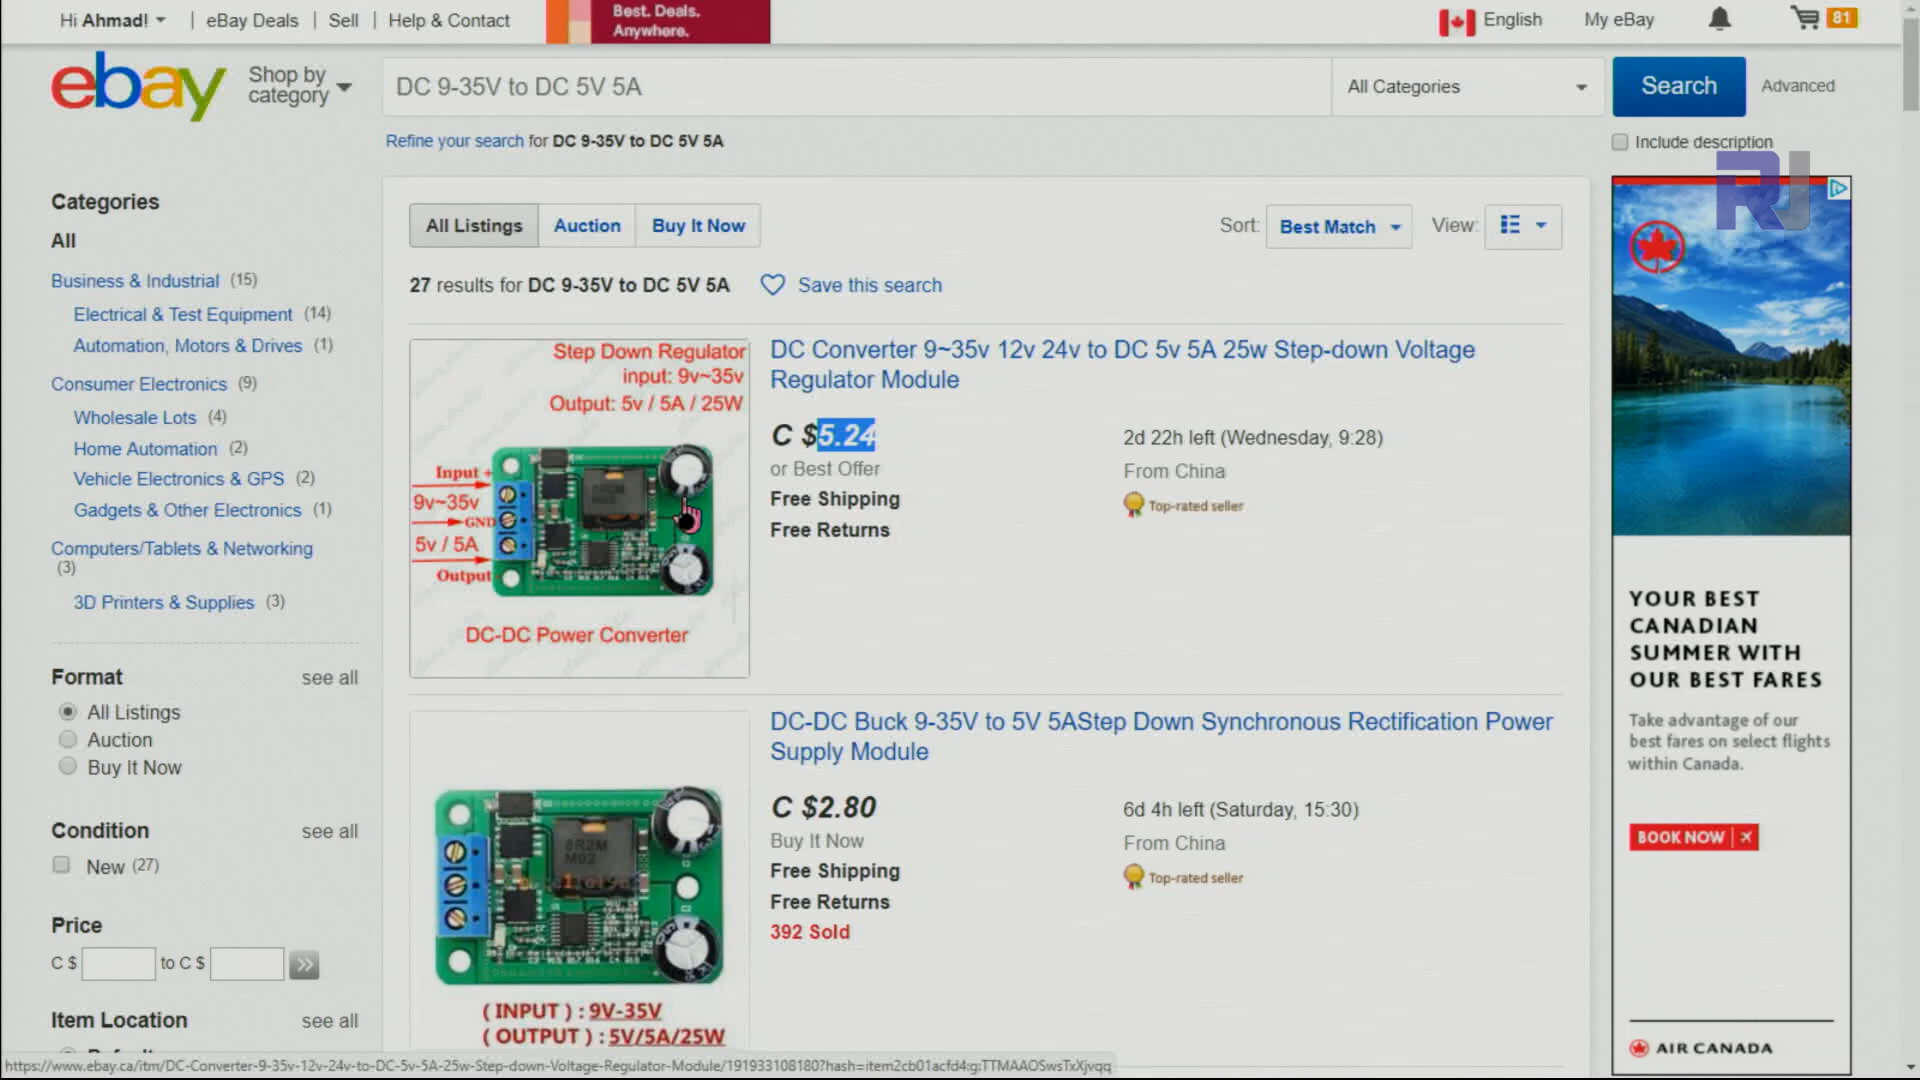 Hi Ahmad!
eBay Deals
Sell
Help & Contact
Best. Deals.
Anywhere.
English
My eBay
81
ebay
Shop by
category
DC 9-35V to DC 5V 5A
All Categories
Search
Advanced
Refine your search for DC 9-35V to DC 5V 5A
Include description
RJ
Categories
All
Business & Industrial (15)
Electrical & Test Equipment (14)
Automation, Motors & Drives (1)
Consumer Electronics (9)
Wholesale Lots (4)
Home Automation (2)
Vehicle Electronics & GPS (2)
Gadgets & Other Electronics (1)
Computers/Tablets & Networking
(3)
3D Printers & Supplies (3)
Format
see all
All Listings
Auction
Buy It Now
Condition
see all
New (27)
Price
C $
to C $
Item Location
see all
All Listings
Auction
Buy It Now
Sort:
Best Match
View:
27 results for DC 9-35V to DC 5V 5A
Save this search
Step Down Regulator
input: 9v~35v
Output: 5v / 5A / 25W
Input +
9v~35v
GND
5v / 5A
Output
DC-DC Power Converter
DC Converter 9~35v 12v 24v to DC 5v 5A 25w Step-down Voltage
Regulator Module
C $5.24
or Best Offer
Free Shipping
Free Returns
2d 22h left (Wednesday, 9:28)
From China
Top-rated seller
8R2M
M02
( INPUT ) : 9V-35V
( OUTPUT ) : 5V/5A/25W
DC-DC Buck 9-35V to 5V 5AStep Down Synchronous Rectification Power
Supply Module
C $2.80
Buy It Now
Free Shipping
Free Returns
392 Sold
6d 4h left (Saturday, 15:30)
From China
Top-rated seller
YOUR BEST
CANADIAN
SUMMER WITH
OUR BEST FARES
Take advantage of our
best fares on select flights
within Canada.
BOOK NOW
AIR CANADA
https://www.ebay.ca/itm/DC-Converter-9-35v-12v-24v-to-DC-5v-5A-25w-Step-down-Voltage-Regulator-Module/191933108180?hash=item2cb01acfd4:g:TTMAAOSwsTxXjvqq